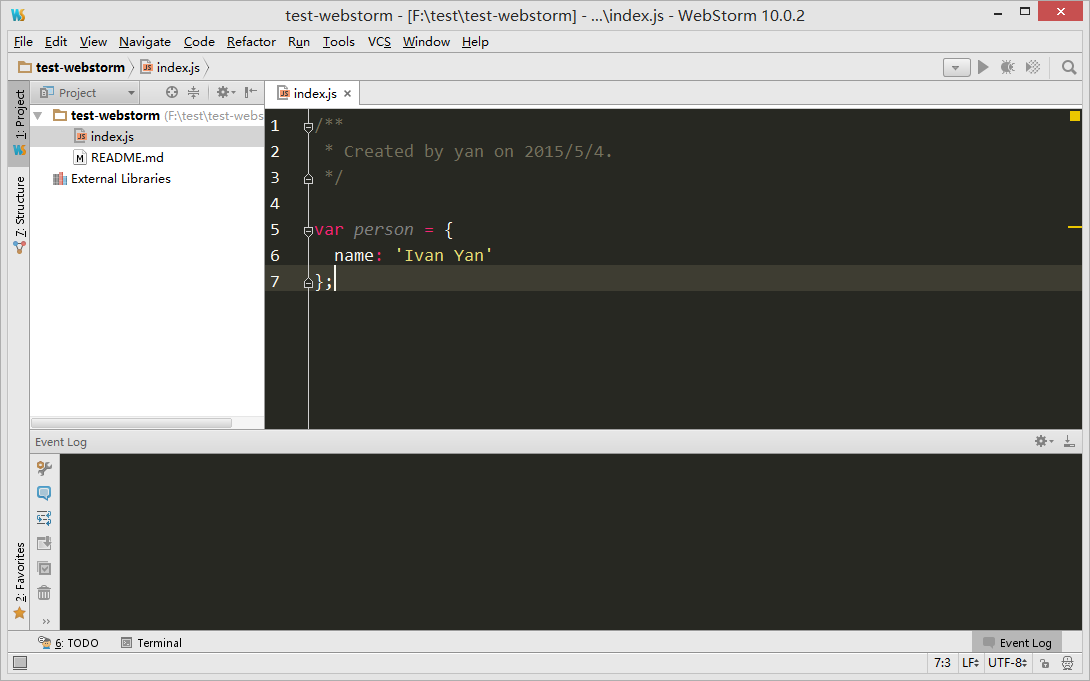 test-webstorm - [F:\test\test-webstorm] - ...\index.js - WebStorm 10.0.2
File Edit View Navigate Code Refactor Run Tools VCS Window Help
test-webstorm index.js
1: Project
Project
index.js
test-webstorm (F:\test\test-webs
index.js
README.md
External Libraries
7: Structure
1 /**
2 * Created by yan on 2015/5/4.
3 */
4
5 var person = {
6 name: 'Ivan Yan'
7 };
Event Log
2: Favorites
6: TODO Terminal Event Log
7:3 LF UTF-8